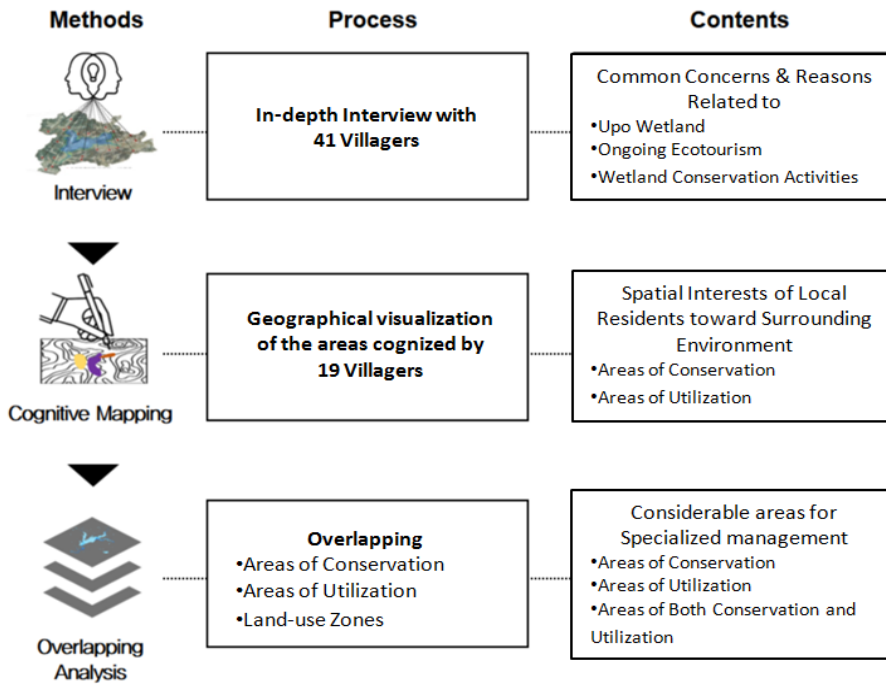 Methods
Process
Contents
Interview
In-depth Interview with
41 Villagers
Common Concerns & Reasons
Related to
•Upo Wetland
•Ongoing Ecotourism
•Wetland Conservation Activities
Cognitive Mapping
Geographical visualization
of the areas cognized by
19 Villagers
Spatial Interests of Local
Residents toward Surrounding
Environment
•Areas of Conservation
•Areas of Utilization
Overlapping
Analysis
Overlapping
•Areas of Conservation
•Areas of Utilization
•Land-use Zones
Considerable areas for
Specialized management
•Areas of Conservation
•Areas of Utilization
•Areas of Both Conservation and
Utilization